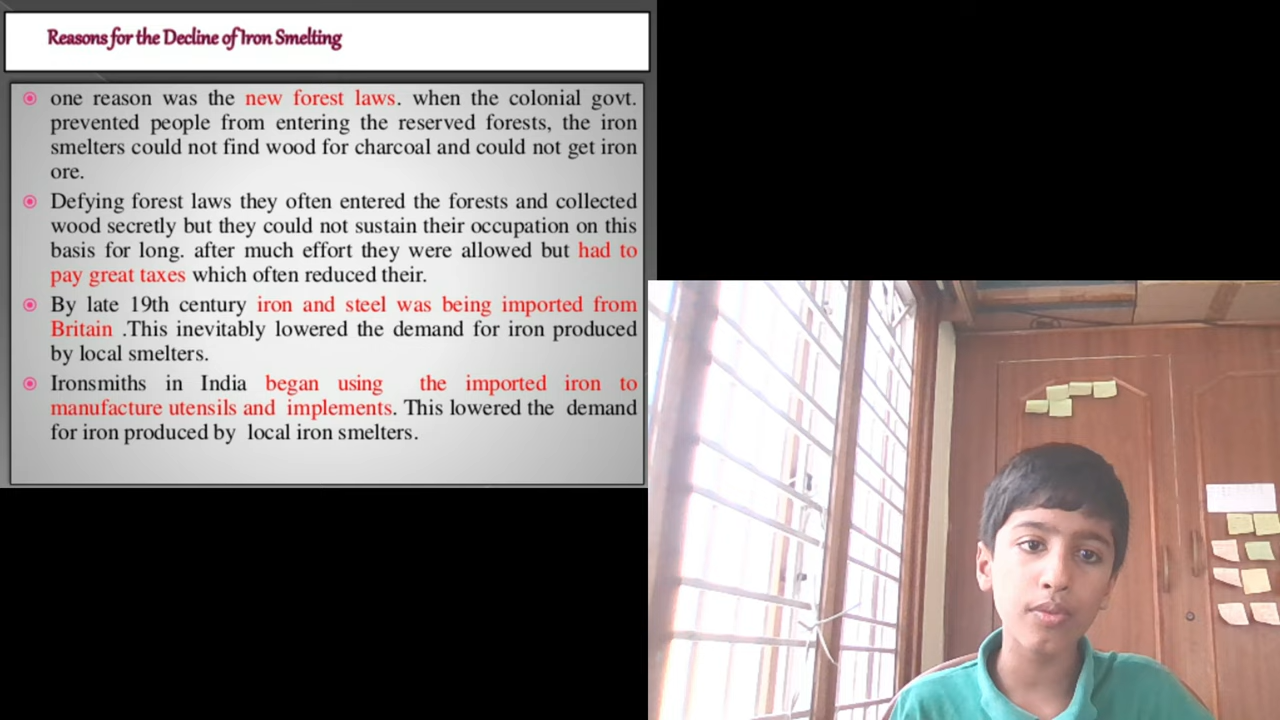 Reasons for the Decline of Iron Smelting
one reason was the new forest laws. when the colonial govt.
prevented people from entering the reserved forests, the iron
smelters could not find wood for charcoal and could not get iron
ore.
Defying forest laws they often entered the forests and collected
wood secretly but they could not sustain their occupation on this
basis for long. after much effort they were allowed but had to
pay great taxes which often reduced their.
By late 19th century iron and steel was being imported from
Britain .This inevitably lowered the demand for iron produced
by local smelters.
Ironsmiths in India began using the imported iron to
manufacture utensils and implements. This lowered the demand
for iron produced by local iron smelters.